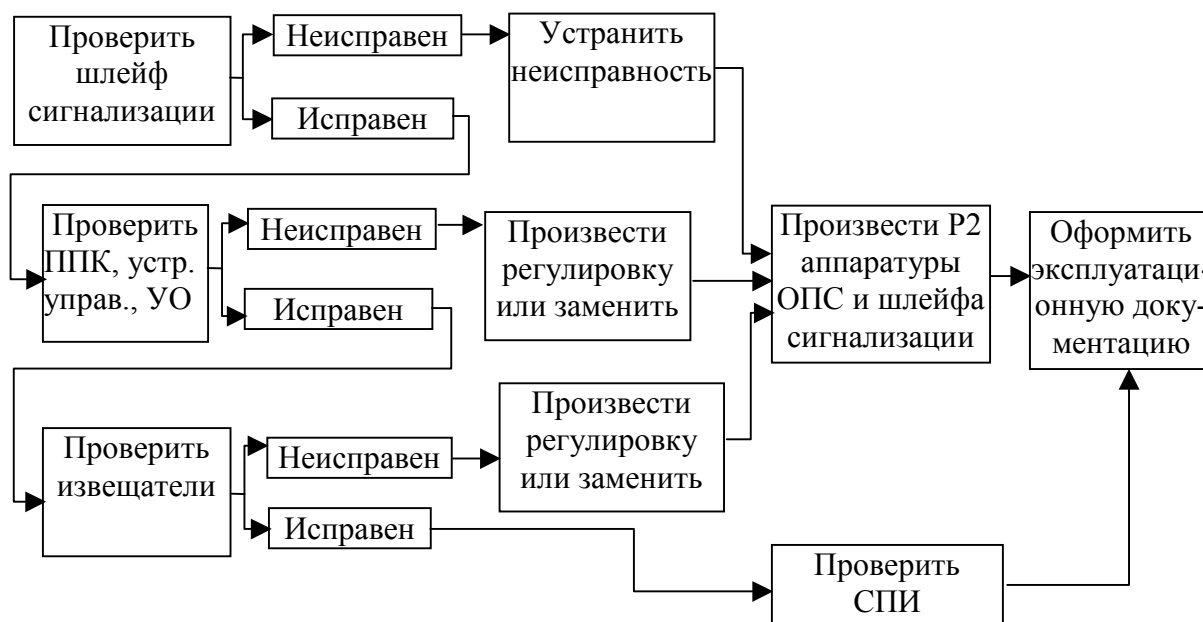 Проверить
шлейф
сигнализации
Неисправен
Исправен
Устранить
неисправность
Проверить
ППК, устр.
управ., УО
Неисправен
Исправен
Произвести
регулировку
или заменить
Произвести Р2
аппаратуры
ОПС и шлейфа
сигнализации
Оформить
эксплуатаци-
онную доку-
ментацию
Проверить
извещатели
Неисправен
Исправен
Произвести
регулировку
или заменить
Проверить
СПИ